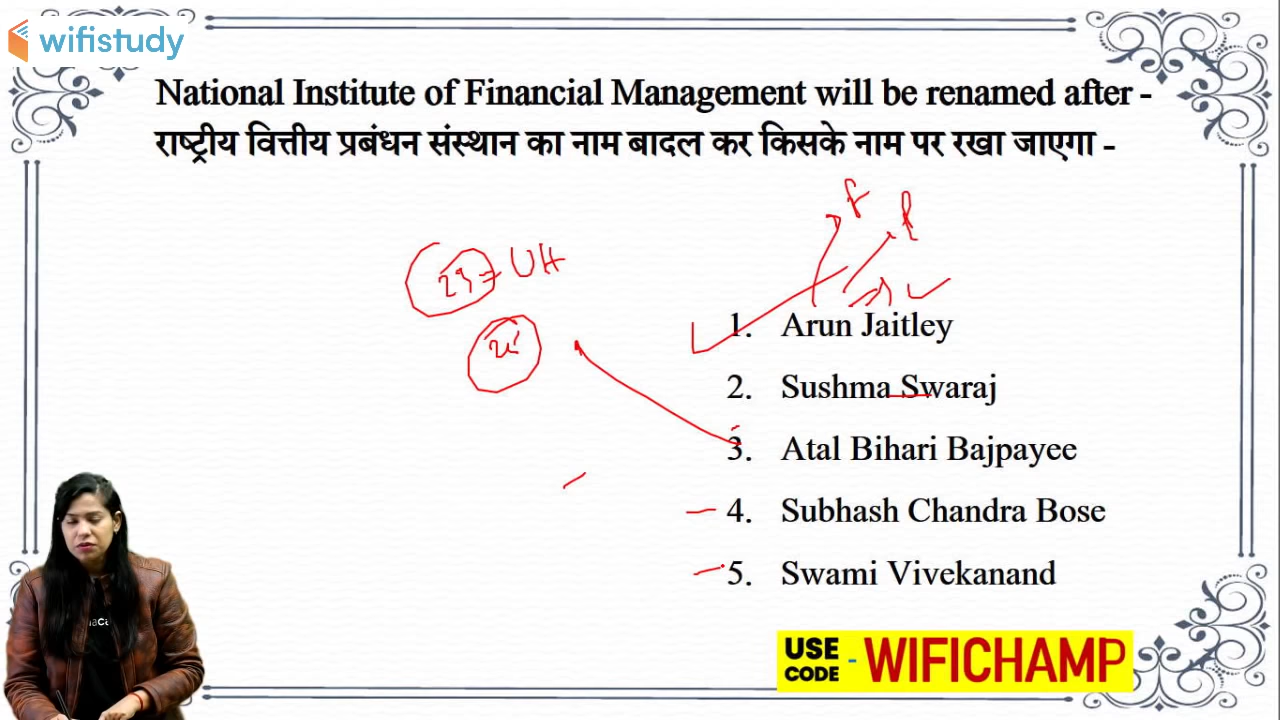 wifistudy
National Institute of Financial Management will be renamed after -
राष्ट्रीय वित्तीय प्रबंधन संस्थान का नाम बादल कर किसके नाम पर रखा जाएगा -
1. Arun Jaitley
2. Sushma Swaraj
3. Atal Bihari Bajpayee
4. Subhash Chandra Bose
5. Swami Vivekanand
USE CODE - WIFICHAMP